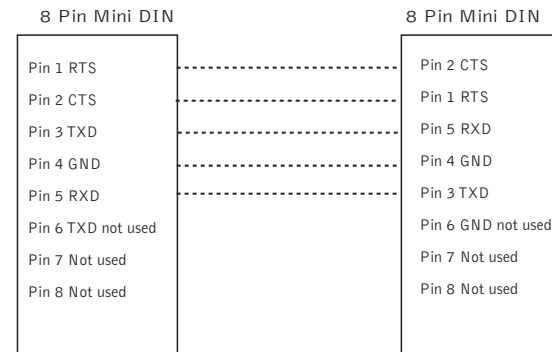 8 Pin Mini DIN
Pin 1 RTS
Pin 2 CTS
Pin 3 TXD
Pin 4 GND
Pin 5 RXD
Pin 6 TXD not used
Pin 7 Not used
Pin 8 Not used
8 Pin Mini DIN
Pin 2 CTS
Pin 1 RTS
Pin 5 RXD
Pin 4 GND
Pin 3 TXD
Pin 6 GND not used
Pin 7 Not used
Pin 8 Not used